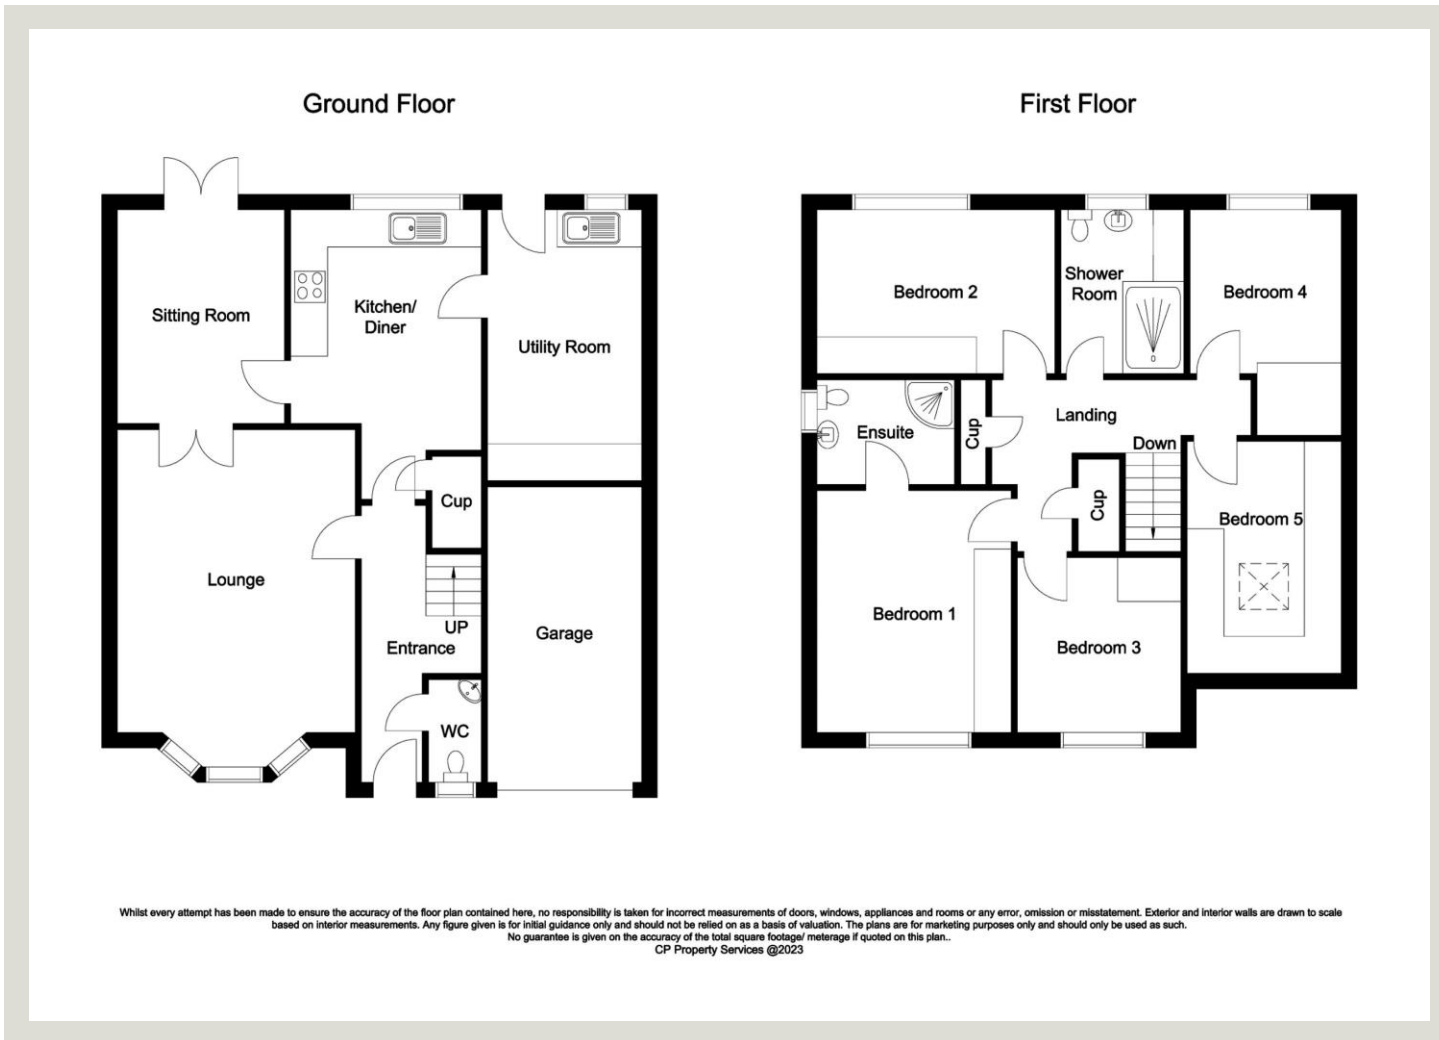 Ground Floor
First Floor
Sitting Room
Kitchen/
Diner
Utility Room
Cup
Lounge
UP
Entrance
Garage
WC
Bedroom 2
Shower
Room
Bedroom 4
Landing
Ensuite
Cup
Down
Cup
Bedroom 5
Bedroom 1
Bedroom 3
Whilst every attempt has been made to ensure the accuracy of the floor plan contained here, no responsibility is taken for incorrect measurements of doors, windows, appliances and rooms or any error, omission or misstatement. Exterior and interior walls are drawn to scale
based on interior measurements. Any figure given is for initial guidance only and should not be relied on as a basis of valuation. The plans are for marketing purposes only and should only be used as such.
No guarantee is given on the accuracy of the total square footage/ meterage if quoted on this plan..
CP Property Services @2023